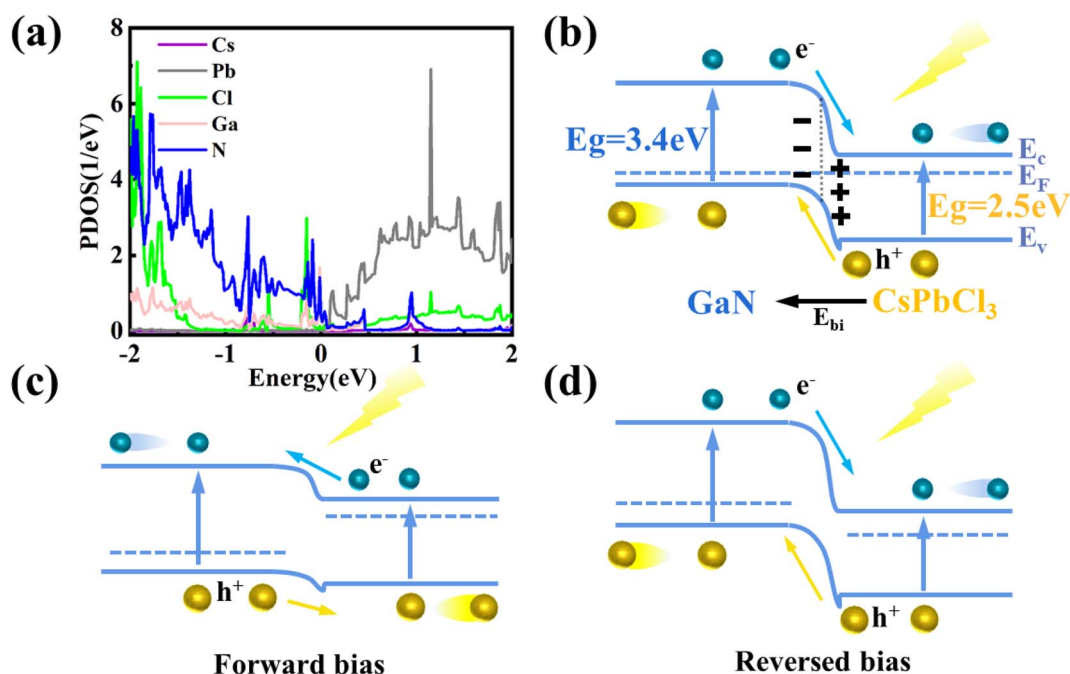 (a)
8
6
4
2
0
PDOS(1/eV)
Cs
Pb
Cl
Ga
N
-2 -1 0 1 2
Energy(eV)
(b)
e-
Eg=3.4eV
Ec
EF
Eg=2.5eV
Ev
h+
GaN CsPbCl3
Ebi
(c)
e-
h+
Forward bias
(d)
e-
h+
Reversed bias